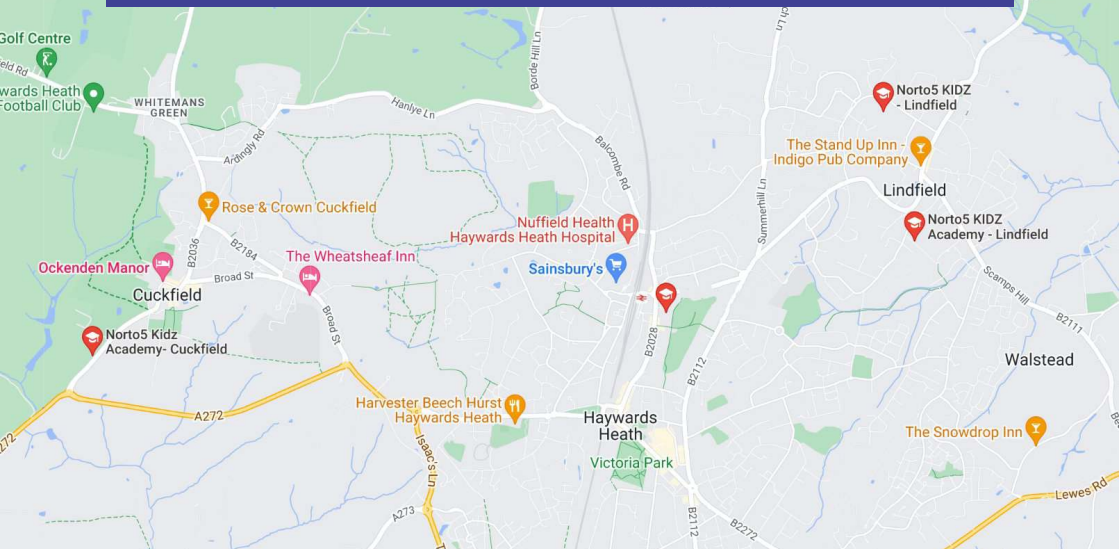 Golf Centre
eld Rd
wards Heath
Football Club
WHITEMANS
GREEN
Hanlye Ln
Borde Hill Ln
ch Ln
Ardingly Rd
Balcombe Rd
Norto5 KIDZ
- Lindfield
The Stand Up Inn -
Indigo Pub Company
Lindfield
Summerhill Ln
Rose & Crown Cuckfield
B2036
B2184
Nuffield Health
Haywards Heath Hospital
Norto5 KIDZ
Academy - Lindfield
Ockenden Manor
The Wheatsheaf Inn
Broad St
Sainsbury's
Cuckfield
Scamps Hill
B2111
Broad St
Norto5 Kidz
Academy- Cuckfield
B2028
B2112
Walstead
A272
272
Harvester Beech Hurst
Haywards Heath
Isaac's Ln
Haywards
Heath
The Snowdrop Inn
Victoria Park
Lewes Rd
A273
B2112
B2272